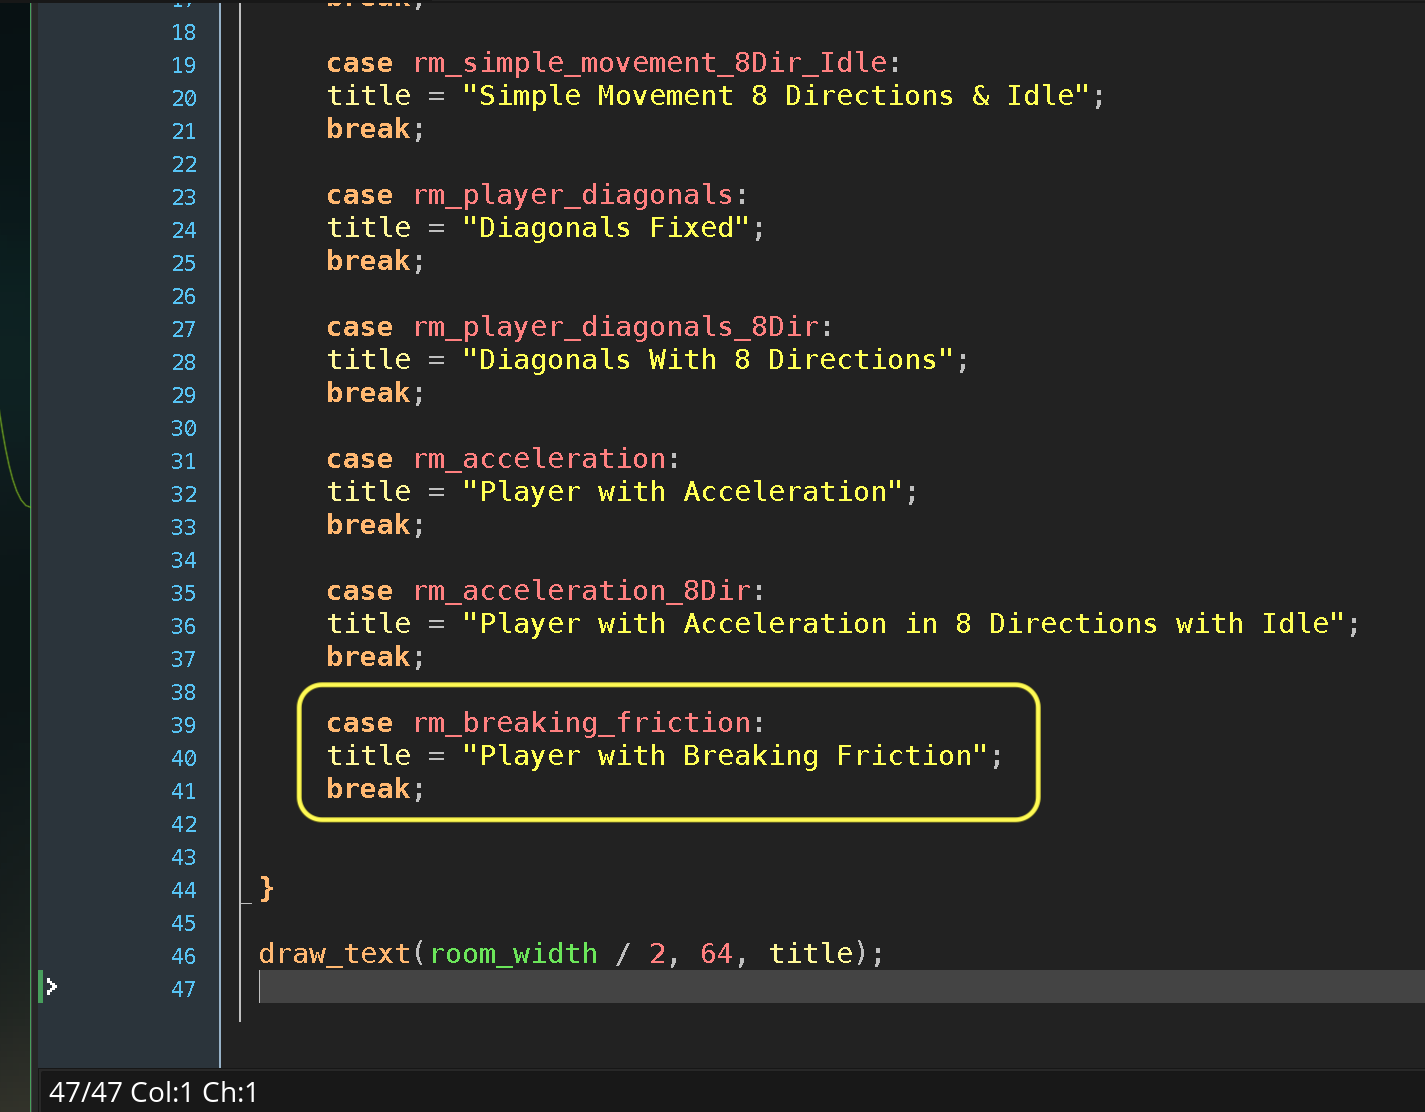 17 break;
18
19 case rm_simple_movement_8Dir_Idle:
20 title = "Simple Movement 8 Directions & Idle";
21 break;
22
23 case rm_player_diagonals:
24 title = "Diagonals Fixed";
25 break;
26
27 case rm_player_diagonals_8Dir:
28 title = "Diagonals With 8 Directions";
29 break;
30
31 case rm_acceleration:
32 title = "Player with Acceleration";
33 break;
34
35 case rm_acceleration_8Dir:
36 title = "Player with Acceleration in 8 Directions with Idle";
37 break;
38
39 case rm_breaking_friction:
40 title = "Player with Breaking Friction";
41 break;
42
43
44 }
45
46 draw_text(room_width / 2, 64, title);
47
47/47 Col:1 Ch:1